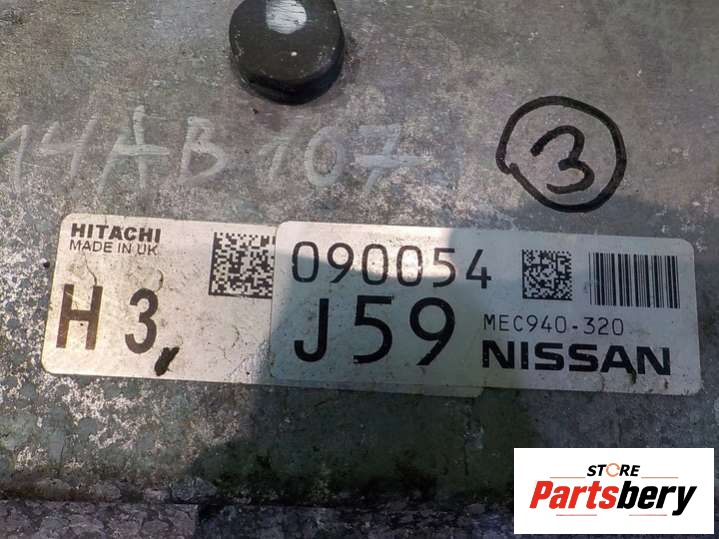 14AB107
3
HITACHI
MADE IN UK
H3
090054
J59
MEC940-320
NISSAN
STORE
Partsbery